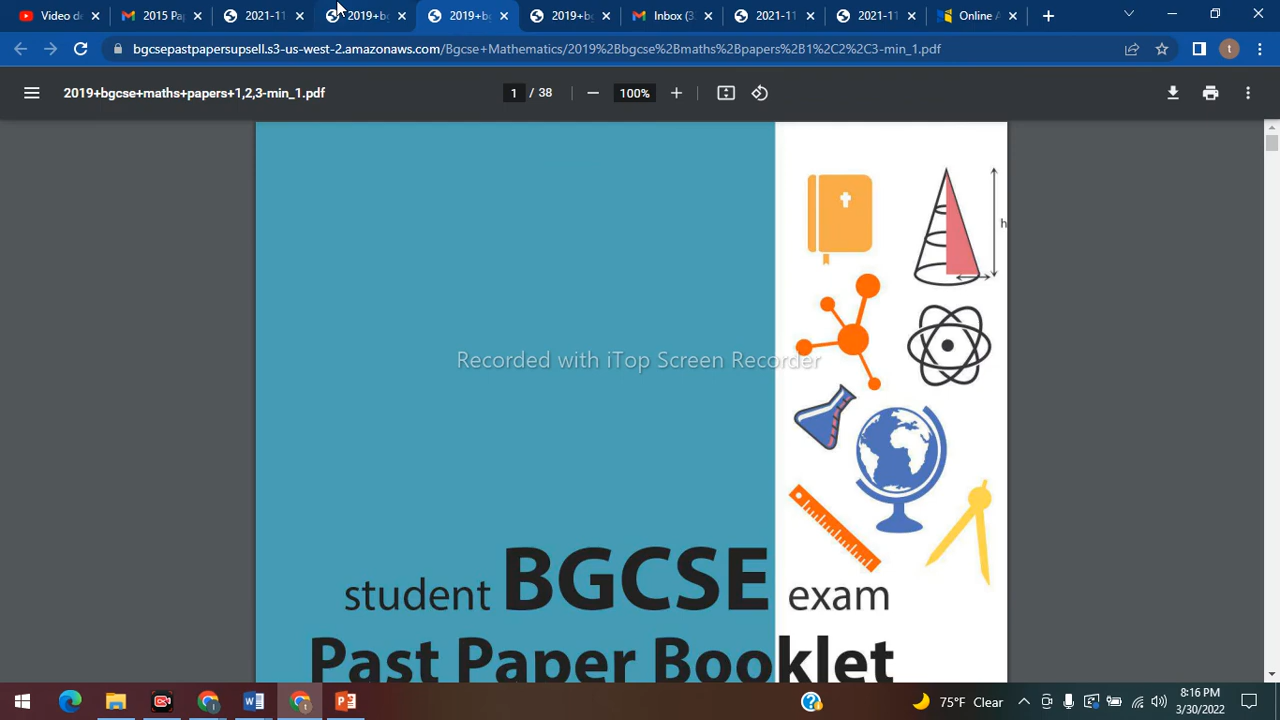 Video de
2015 Pa
2021-11
2019+b
2019+b
2019+b
Inbox (3
2021-11
2021-11
Online A
bgcsepastpapersupsell.s3-us-west-2.amazonaws.com/Bgcse+Mathematics/2019%2Bbgcse%2Bmaths%2Bpapers%2B1%2C2%2C3-min_1.pdf
t
2019+bgcse+maths+papers+1,2,3-min_1.pdf
1 / 38
100%
h
Recorded with iTop Screen Recorder
student BGCSE exam
Past Paper Booklet
75°F Clear
8:16 PM
3/30/2022